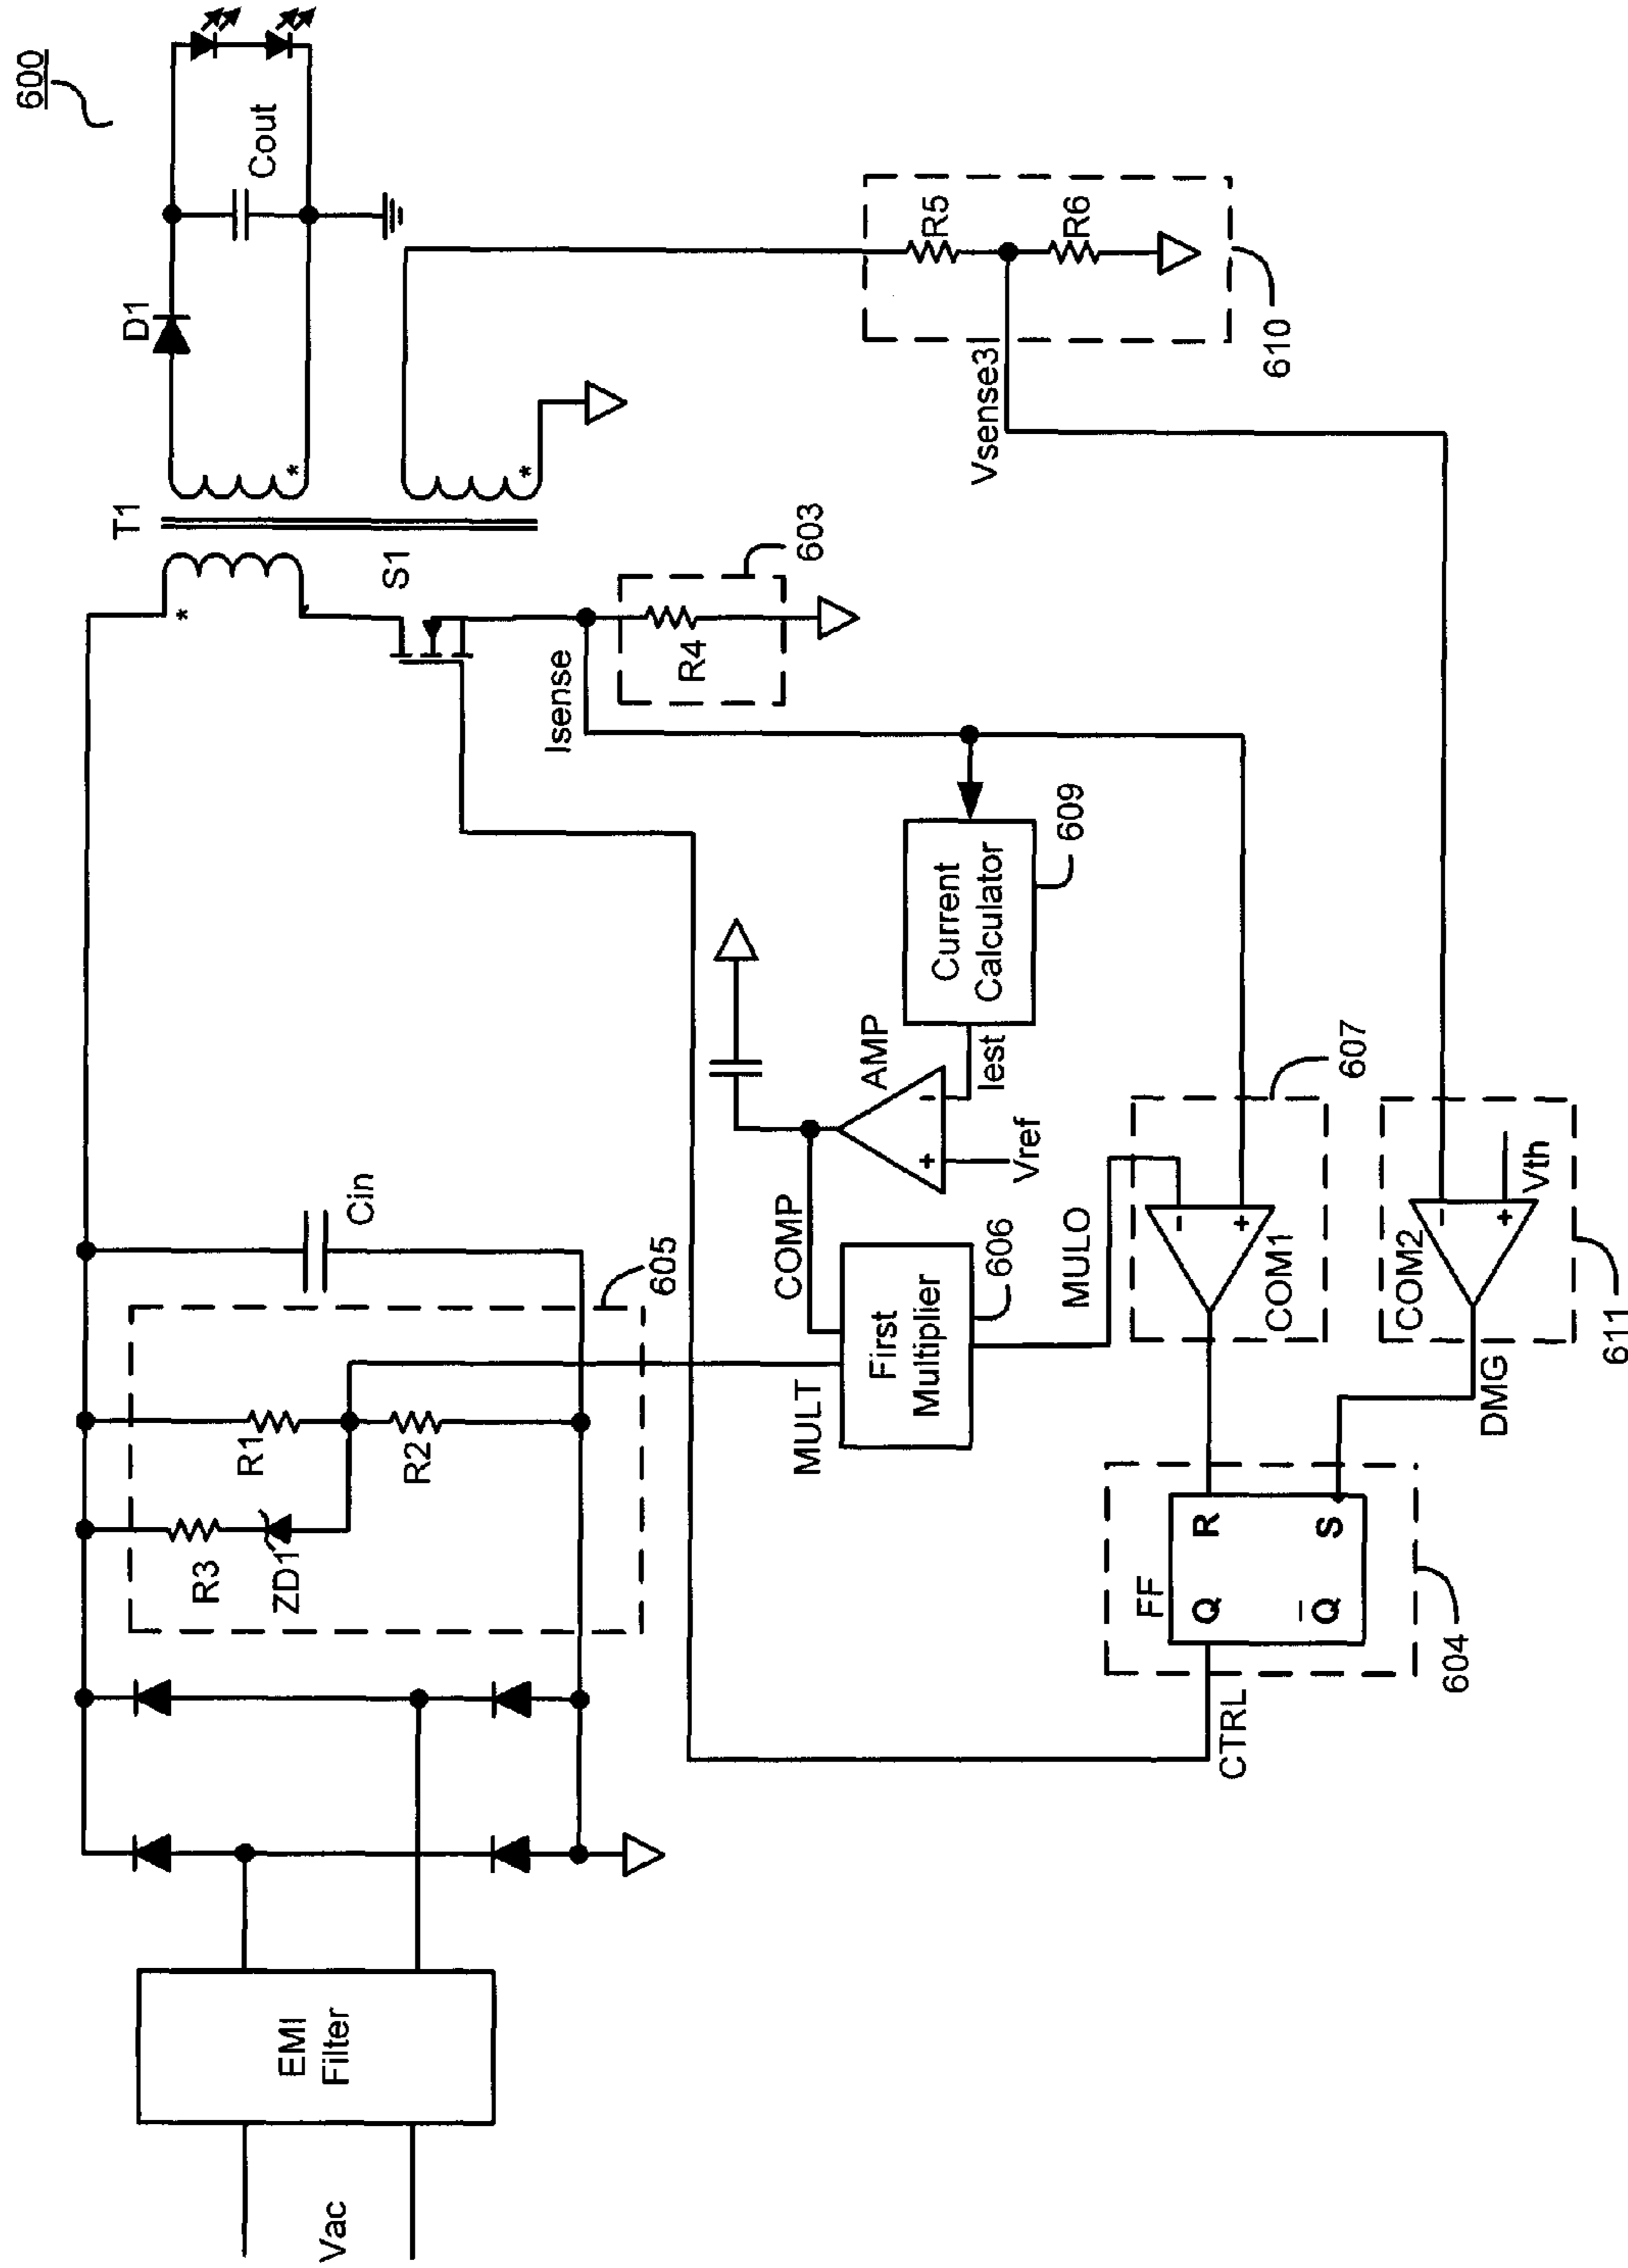 600
T1
D1
Cout
S1
Isense
R4
603
R5
R6
Vsense3
610
Vac
EMI
Filter
R3
ZD1
R1
R2
Cin
605
MULT
COMP
First
Multiplier
606
AMP
+
-
Vref
Iest
Current
Calculator
609
MULO
-
+
COM1
607
COM2
-
+
Vth
611
DMG
FF
R
S
Q
Q̅
604
CTRL
*
*
*